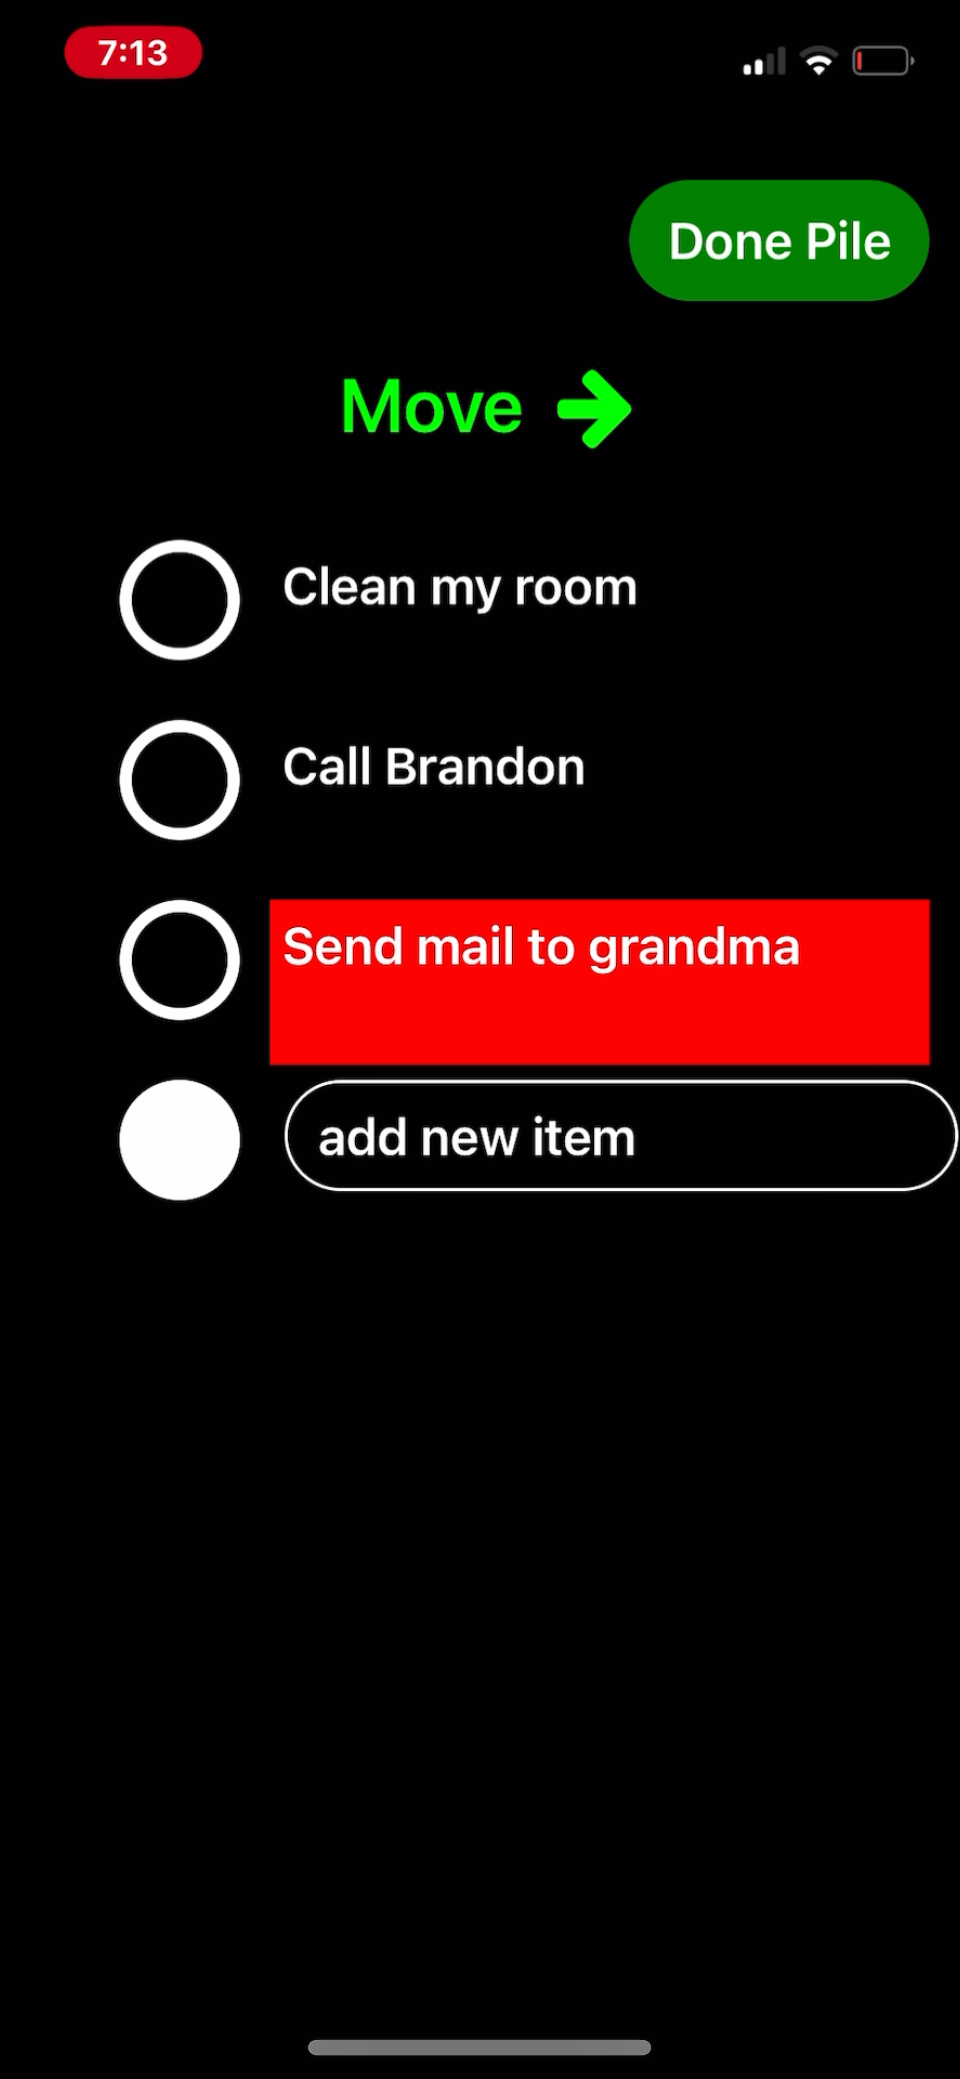 7:13
Done Pile
Move
Clean my room
Call Brandon
Send mail to grandma
add new item